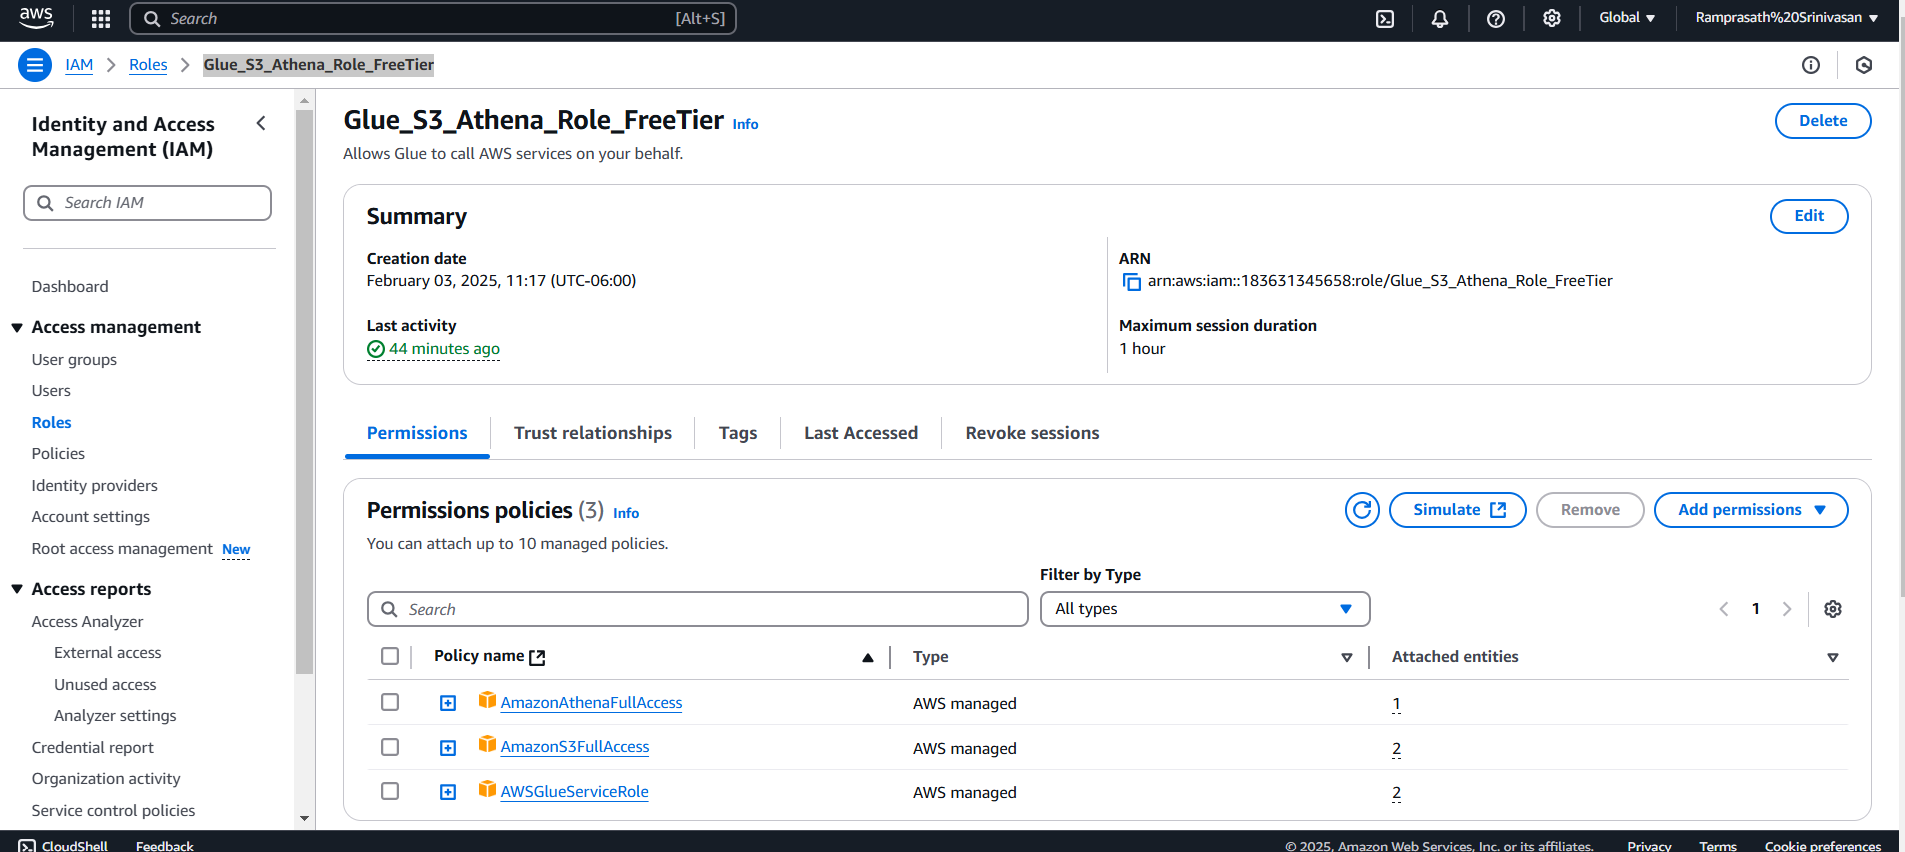 aws
Search [Alt+S]
Global
Ramprasath%20Srinivasan
IAM
Roles
Glue_S3_Athena_Role_FreeTier
Identity and Access
Management (IAM)
Search IAM
Dashboard
Access management
User groups
Users
Roles
Policies
Identity providers
Account settings
Root access management New
Access reports
Access Analyzer
External access
Unused access
Analyzer settings
Credential report
Organization activity
Service control policies
Glue_S3_Athena_Role_FreeTier Info
Delete
Allows Glue to call AWS services on your behalf.
Summary
Edit
Creation date
February 03, 2025, 11:17 (UTC-06:00)
Last activity
44 minutes ago
ARN
arn:aws:iam::183631345658:role/Glue_S3_Athena_Role_FreeTier
Maximum session duration
1 hour
Permissions
Trust relationships
Tags
Last Accessed
Revoke sessions
Permissions policies (3) Info
Simulate
Remove
Add permissions
You can attach up to 10 managed policies.
Filter by Type
Search
All types
1
Policy name Type Attached entities
AmazonAthenaFullAccess AWS managed 1
AmazonS3FullAccess AWS managed 2
AWSGlueServiceRole AWS managed 2
CloudShell Feedback © 2025, Amazon Web Services, Inc. or its affiliates. Privacy Terms Cookie preferences